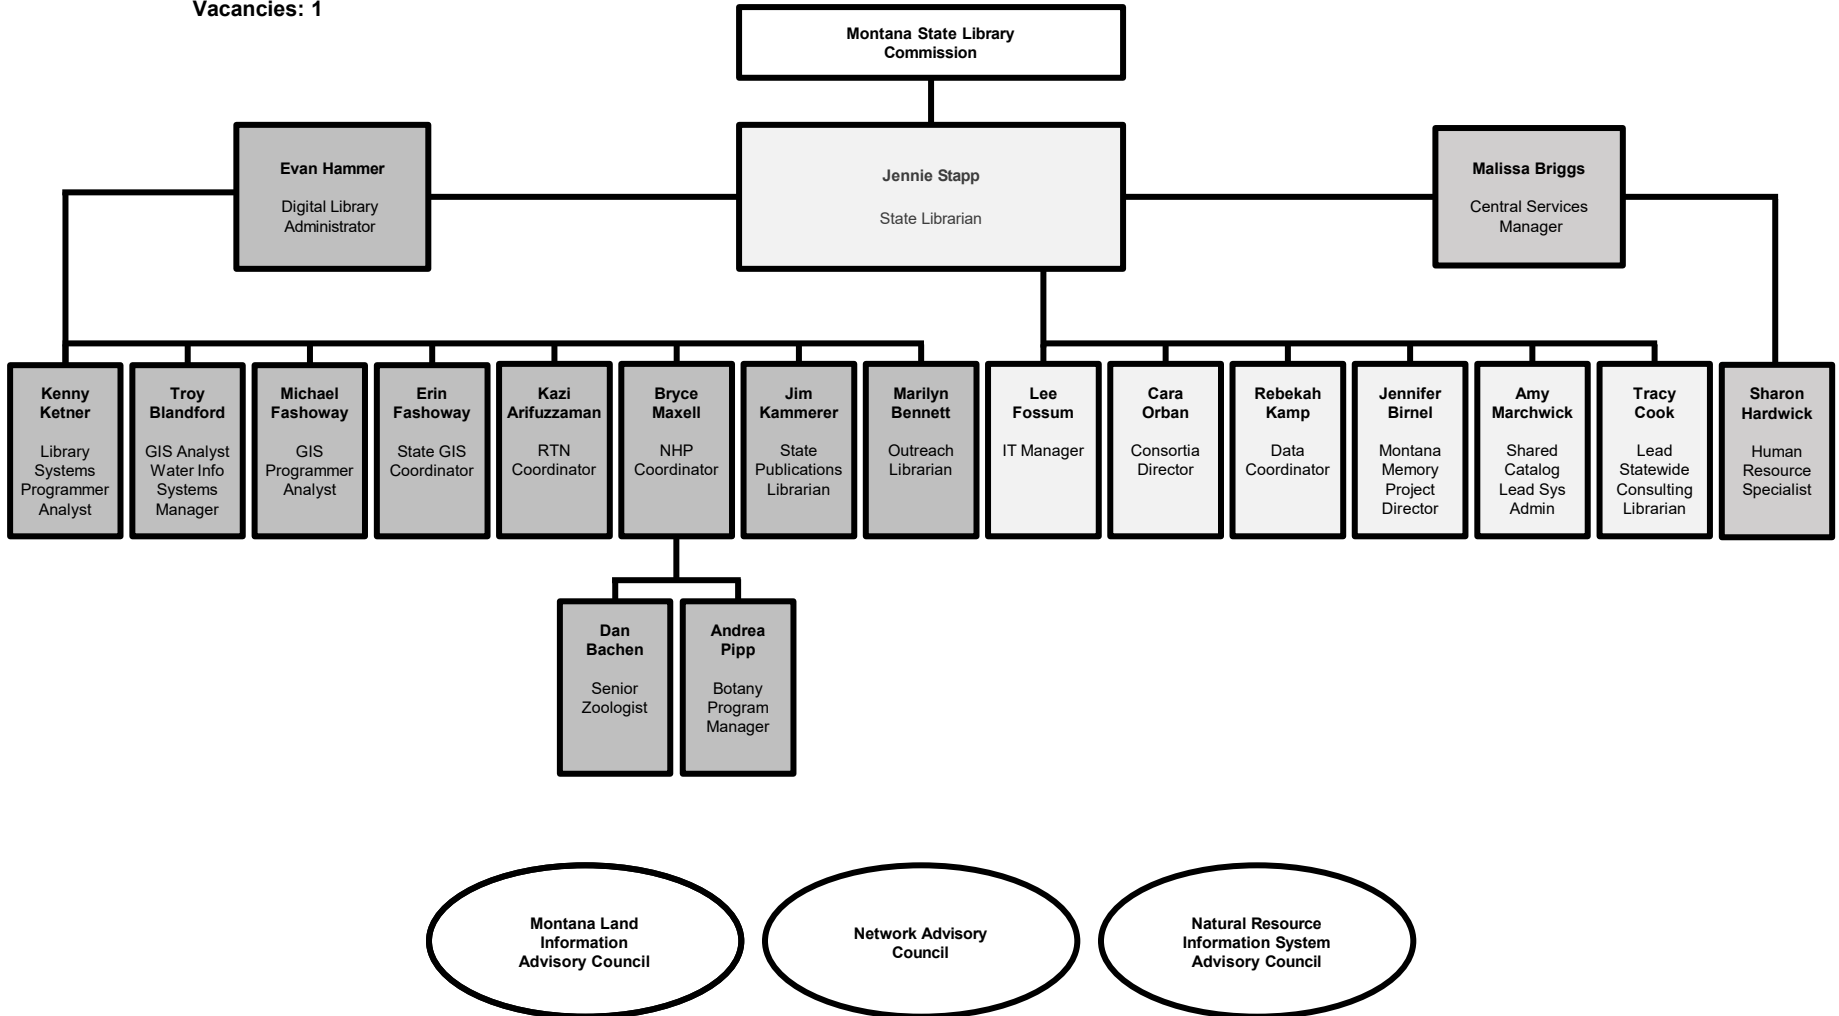 Vacancies: 1
Montana State Library
Commission
Evan Hammer
Digital Library
Administrator
Jennie Stapp
State Librarian
Malissa Briggs
Central Services
Manager
Kenny
Ketner
Library
Systems
Programmer
Analyst
Troy
Blandford
GIS Analyst
Water Info
Systems
Manager
Michael
Fashoway
GIS
Programmer
Analyst
Erin
Fashoway
State GIS
Coordinator
Kazi
Arifuzzaman
RTN
Coordinator
Bryce
Maxell
NHP
Coordinator
Jim
Kammerer
State
Publications
Librarian
Marilyn
Bennett
Outreach
Librarian
Lee
Fossum
IT Manager
Cara
Orban
Consortia
Director
Rebekah
Kamp
Data
Coordinator
Jennifer
Birnel
Montana
Memory
Project
Director
Amy
Marchwick
Shared
Catalog
Lead Sys
Admin
Tracy
Cook
Lead
Statewide
Consulting
Librarian
Sharon
Hardwick
Human
Resource
Specialist
Dan
Bachen
Senior
Zoologist
Andrea
Pipp
Botany
Program
Manager
Montana Land
Information
Advisory Council
Network Advisory
Council
Natural Resource
Information System
Advisory Council